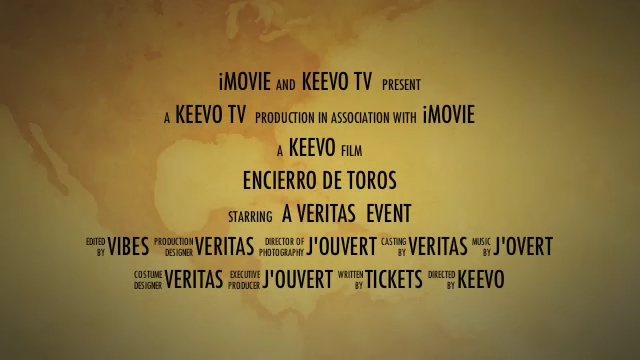 iMOVIE AND KEEVO TV PRESENT
A KEEVO TV PRODUCTION IN ASSOCIATION WITH iMOVIE
A KEEVO FILM
ENCIERRO DE TOROS
STARRING A VERITAS EVENT
EDITED BY VIBES PRODUCTION DESIGNER VERITAS DIRECTOR OF PHOTOGRAPHY J'OUVERT CASTING BY VERITAS MUSIC BY J'OVERT
COSTUME DESIGNER VERITAS EXECUTIVE PRODUCER J'OUVERT WRITTEN BY TICKETS DIRECTED BY KEEVO